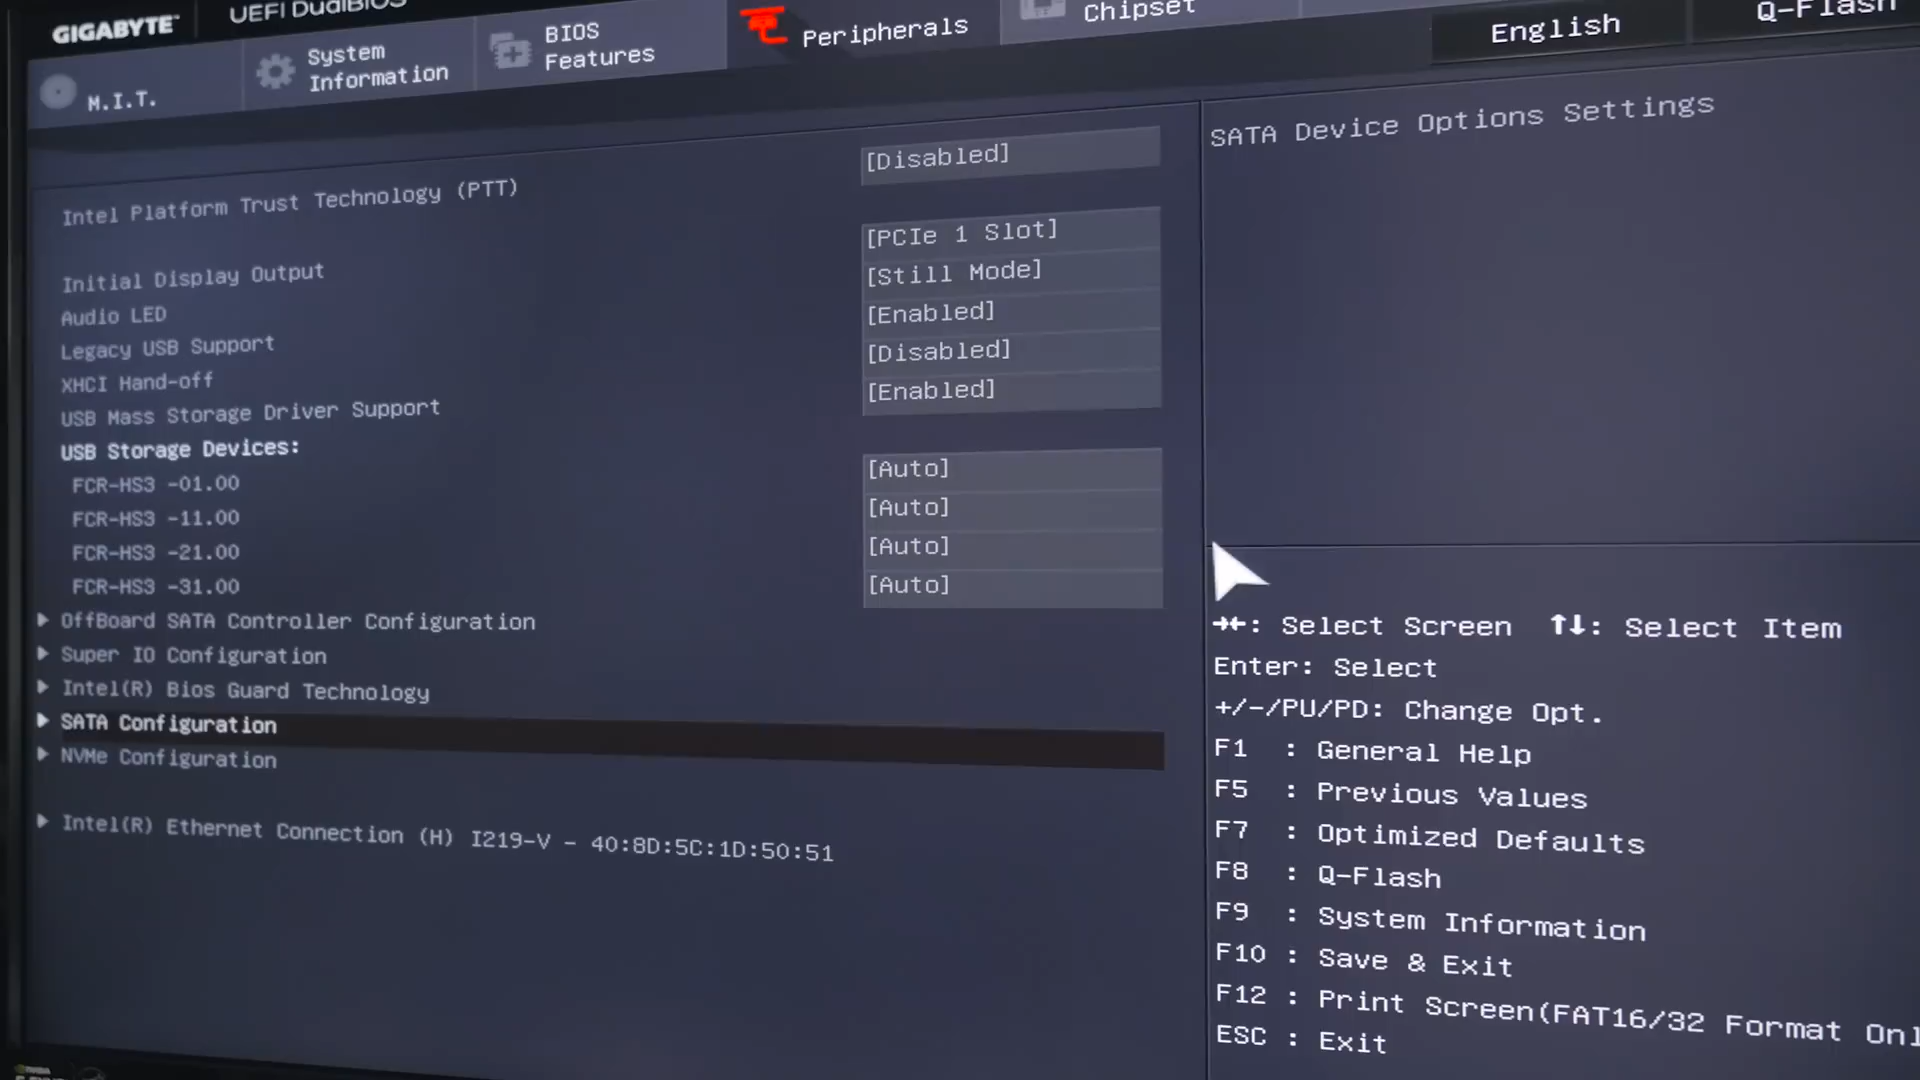 GIGABYTE UEFI DualBIOS
M.I.T.
System Information
BIOS Features
Peripherals
Chipset
English
Q-Flash
Intel Platform Trust Technology (PTT) [Disabled]
Initial Display Output [PCIe 1 Slot]
Audio LED [Still Mode]
Legacy USB Support [Enabled]
XHCI Hand-off [Disabled]
USB Mass Storage Driver Support [Enabled]
USB Storage Devices:
FCR-HS3 -01.00 [Auto]
FCR-HS3 -11.00 [Auto]
FCR-HS3 -21.00 [Auto]
FCR-HS3 -31.00 [Auto]
OffBoard SATA Controller Configuration
Super IO Configuration
Intel(R) Bios Guard Technology
SATA Configuration
NVMe Configuration
Intel(R) Ethernet Connection (H) I219-V - 40:8D:5C:1D:50:51
SATA Device Options Settings
→←: Select Screen ↑↓: Select Item
Enter: Select
+/-/PU/PD: Change Opt.
F1 : General Help
F5 : Previous Values
F7 : Optimized Defaults
F8 : Q-Flash
F9 : System Information
F10 : Save & Exit
F12 : Print Screen(FAT16/32 Format Onl
ESC : Exit